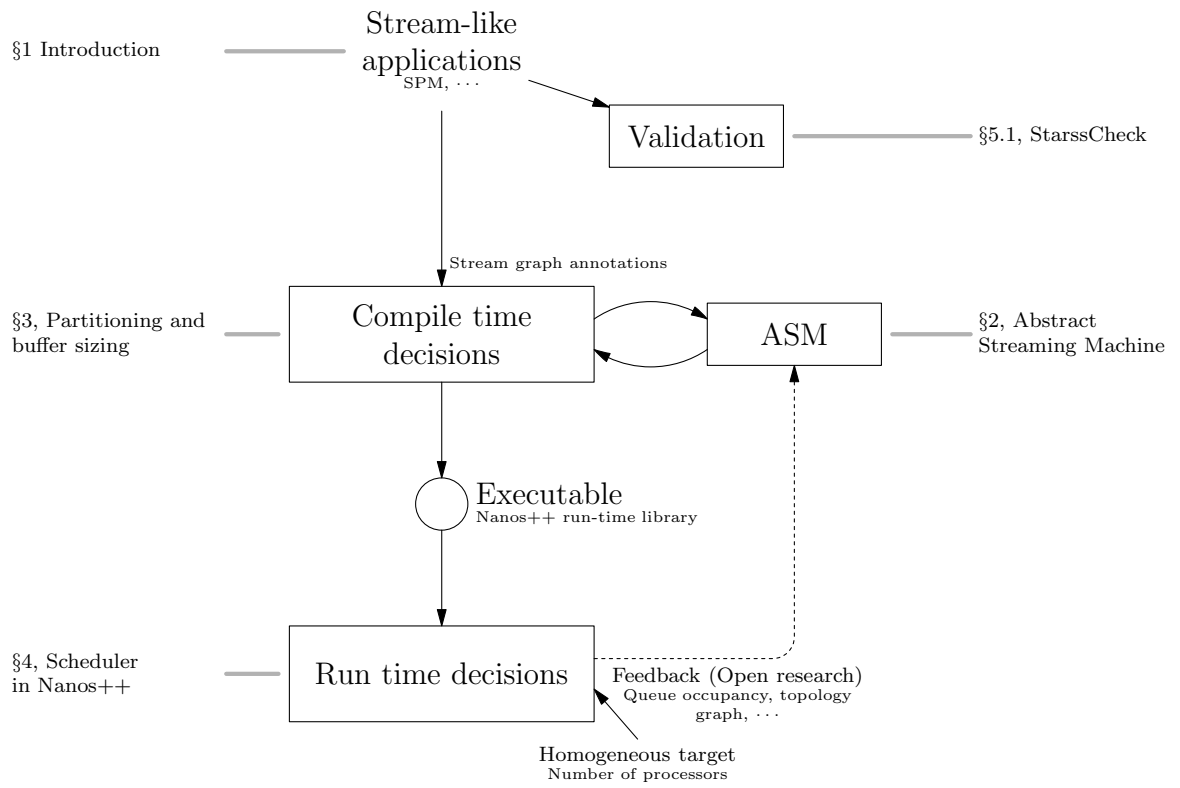 Stream-like
applications
SPM, · · ·
§1 Introduction
Validation
§5.1, StarssCheck
Stream graph annotations
§3, Partitioning and
buffer sizing
Compile time
decisions
ASM
§2, Abstract
Streaming Machine
Executable
Nanos++ run-time library
§4, Scheduler
in Nanos++
Run time decisions
Feedback (Open research)
Queue occupancy, topology
graph, · · ·
Homogeneous target
Number of processors